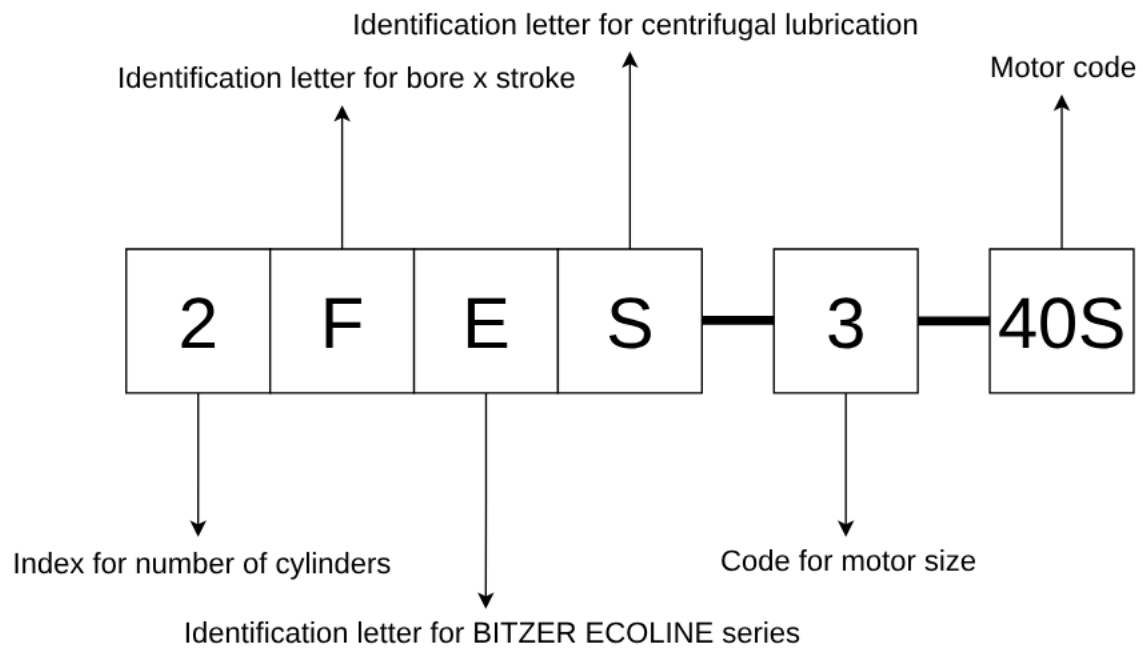 Identification letter for centrifugal lubrication
Identification letter for bore x stroke
Motor code
2 F E S 3 40S
Index for number of cylinders
Code for motor size
Identification letter for BITZER ECOLINE series